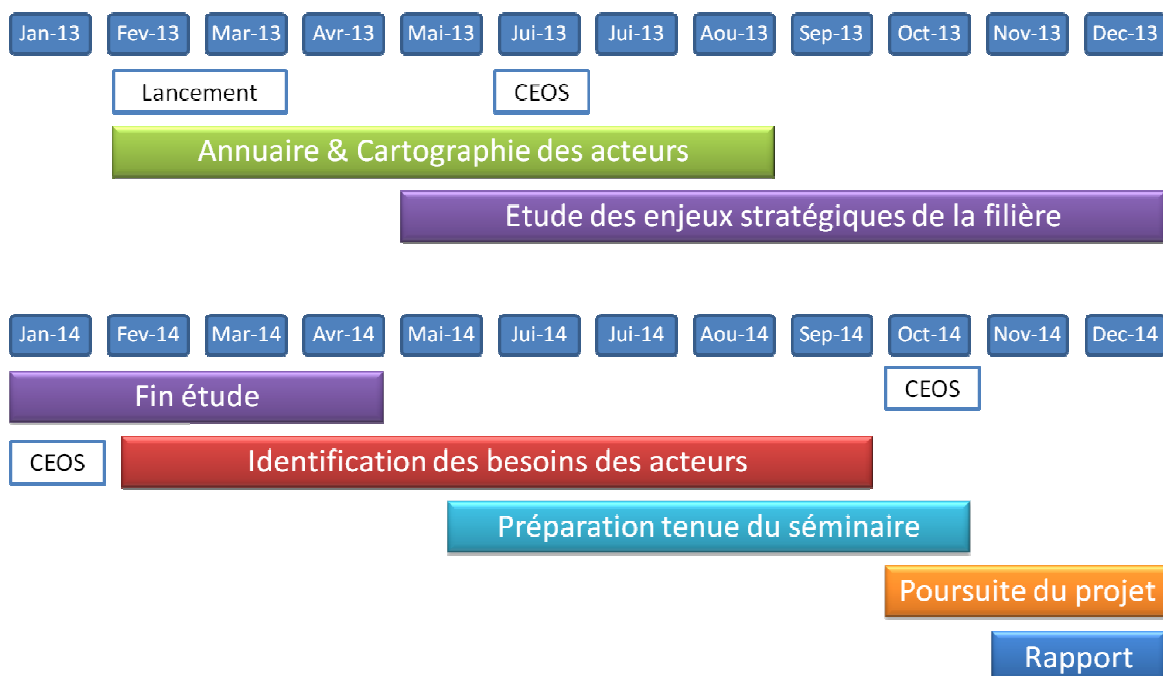 Jan-13 Fev-13 Mar-13 Avr-13 Mai-13 Jui-13 Jui-13 Aou-13 Sep-13 Oct-13 Nov-13 Dec-13
Lancement CEOS
Annuaire & Cartographie des acteurs
Etude des enjeux stratégiques de la filière
Jan-14 Fev-14 Mar-14 Avr-14 Mai-14 Jui-14 Jui-14 Aou-14 Sep-14 Oct-14 Nov-14 Dec-14
Fin étude CEOS
CEOS Identification des besoins des acteurs
Préparation tenue du séminaire
Poursuite du projet
Rapport